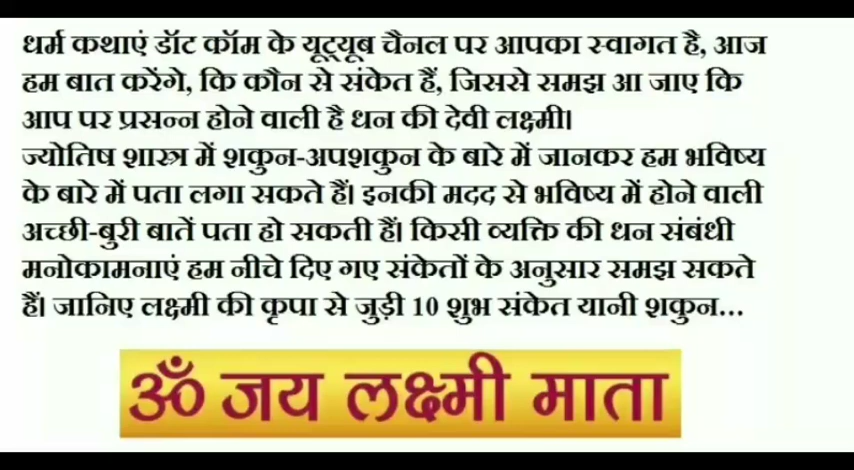 धर्म कथाएं डॉट कॉम के यूट्यूब चैनल पर आपका स्वागत है, आज
हम बात करेंगे, कि कौन से संकेत हैं, जिससे समझ आ जाए कि
आप पर प्रसन्न होने वाली है धन की देवी लक्ष्मी।
ज्योतिष शास्त्र में शकुन-अपशकुन के बारे में जानकर हम भविष्य
के बारे में पता लगा सकते हैं। इनकी मदद से भविष्य में होने वाली
अच्छी-बुरी बातें पता हो सकती हैं। किसी व्यक्ति की धन संबंधी
मनोकामनाएं हम नीचे दिए गए संकेतों के अनुसार समझ सकते
हैं। जानिए लक्ष्मी की कृपा से जुड़ी 10 शुभ संकेत यानी शकुन...
ॐ जय लक्ष्मी माता